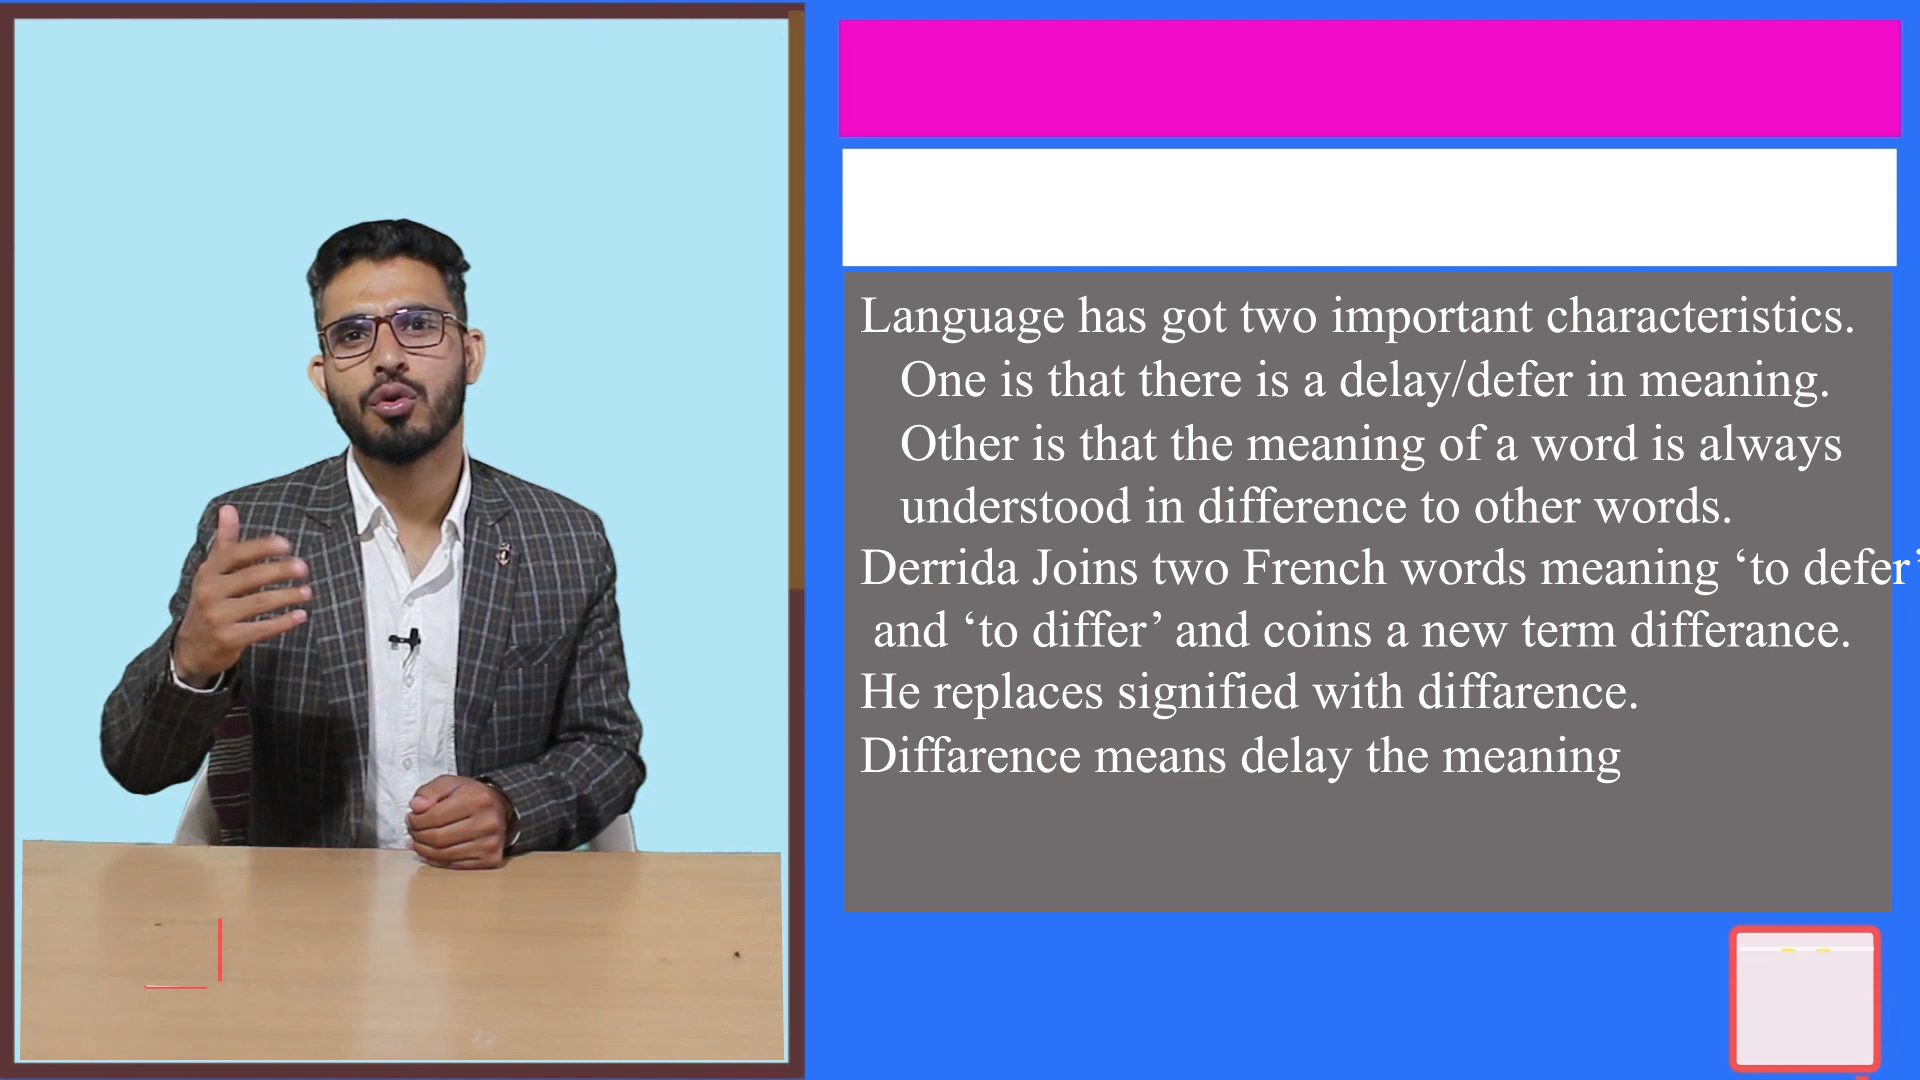 Language has got two important characteristics.
One is that there is a delay/defer in meaning.
Other is that the meaning of a word is always
understood in difference to other words.
Derrida Joins two French words meaning ‘to defer’
and ‘to differ’ and coins a new term differance.
He replaces signified with diffarence.
Diffarence means delay the meaning